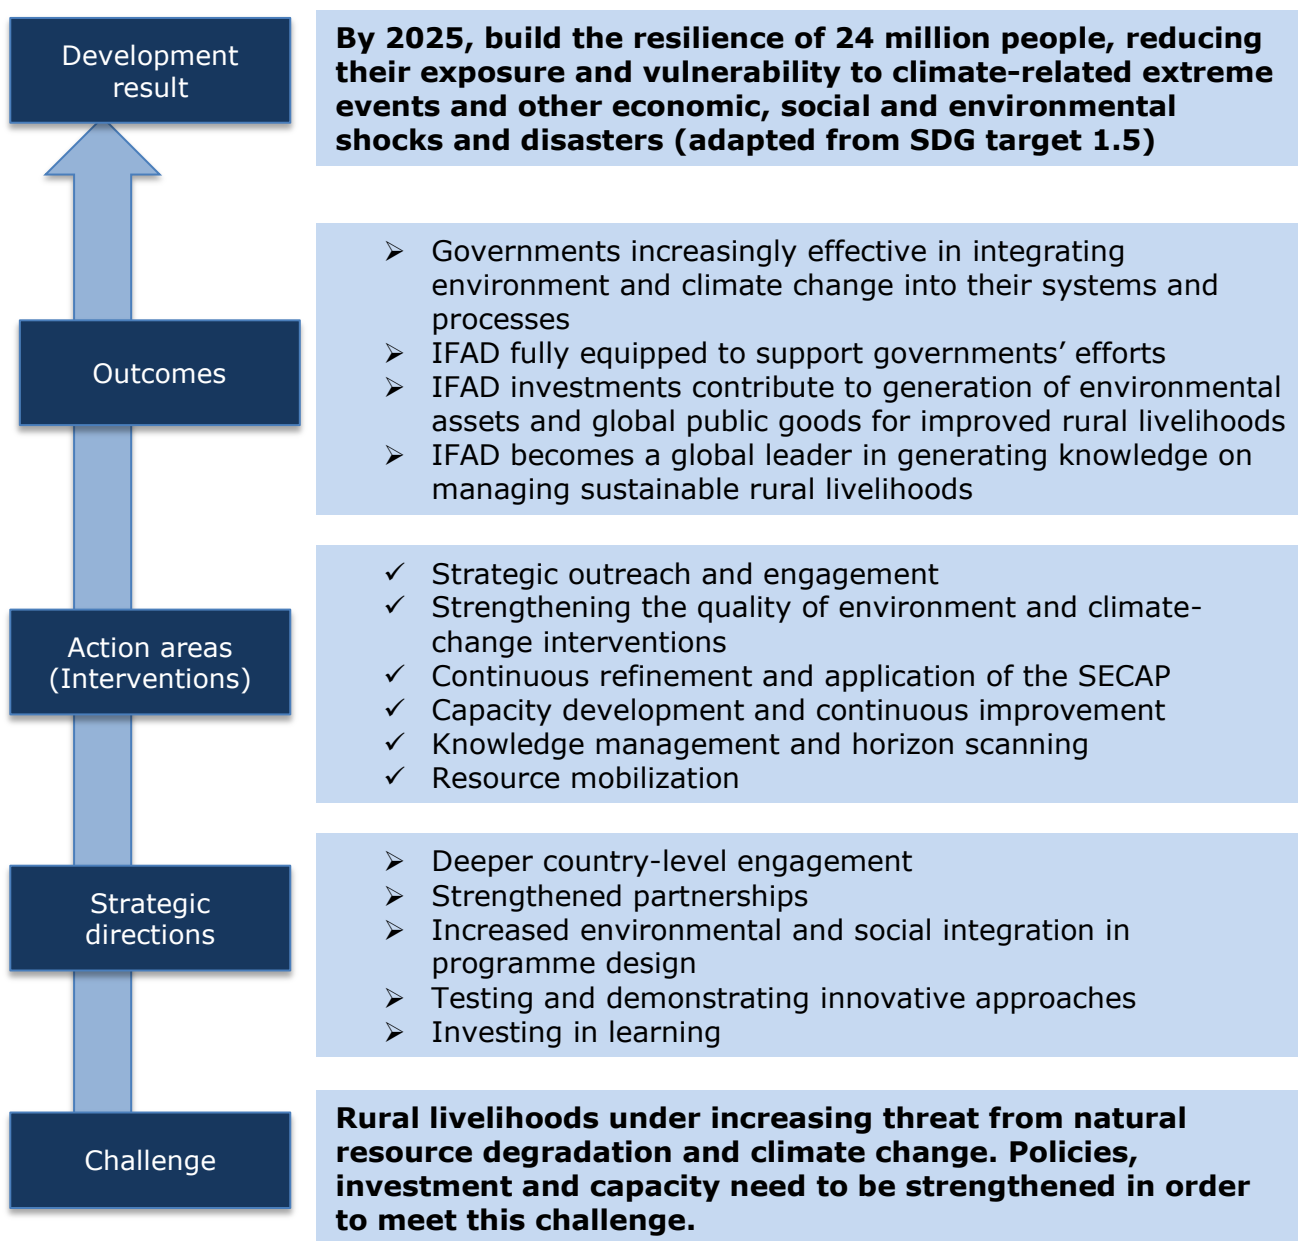 Development
result
By 2025, build the resilience of 24 million people, reducing
their exposure and vulnerability to climate-related extreme
events and other economic, social and environmental
shocks and disasters (adapted from SDG target 1.5)
Outcomes
➢ Governments increasingly effective in integrating
environment and climate change into their systems and
processes
➢ IFAD fully equipped to support governments’ efforts
➢ IFAD investments contribute to generation of environmental
assets and global public goods for improved rural livelihoods
➢ IFAD becomes a global leader in generating knowledge on
managing sustainable rural livelihoods
Action areas
(Interventions)
✓ Strategic outreach and engagement
✓ Strengthening the quality of environment and climate-
change interventions
✓ Continuous refinement and application of the SECAP
✓ Capacity development and continuous improvement
✓ Knowledge management and horizon scanning
✓ Resource mobilization
Strategic
directions
➢ Deeper country-level engagement
➢ Strengthened partnerships
➢ Increased environmental and social integration in
programme design
➢ Testing and demonstrating innovative approaches
➢ Investing in learning
Challenge
Rural livelihoods under increasing threat from natural
resource degradation and climate change. Policies,
investment and capacity need to be strengthened in order
to meet this challenge.